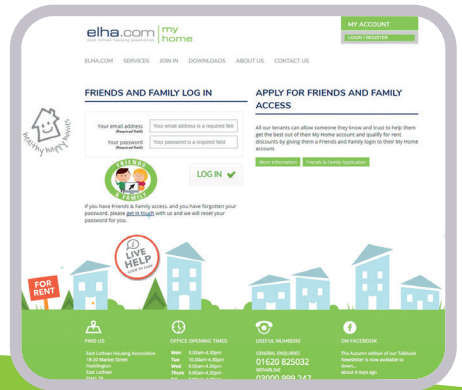 elha.com my home
east lothian housing association
MY ACCOUNT
LOGIN / REGISTER
ELHA.COM SERVICES JOIN IN DOWNLOADS ABOUT US CONTACT US
FRIENDS AND FAMILY LOG IN
Your email address
(Required field)
Your email address is a required field
Your password
(Required field)
Your password is a required field
FRIENDS & FAMILY
LOG IN
If you have Friends & Family access, and you have forgotten your
password, please get in touch with us and we will reset your
password for you.
APPLY FOR FRIENDS AND FAMILY
ACCESS
All our tenants can allow someone they know and trust to help them
get the best out of their My Home account and qualify for rent
discounts by giving them a Friends and Family login to their My Home
account.
More Information
Friends & Family Application
healthy happy homes
LIVE
HELP
CLICK TO CHAT
FOR
RENT
FIND US
East Lothian Housing Association
18-20 Market Street
Haddington
East Lothian
EH41 3JL
OFFICE OPENING TIMES
Mon 9.00am-4.30pm
Tue 10.00am-4.30pm
Wed 9.00am-4.30pm
Thurs 9.00am-4.30pm
USEFUL NUMBERS
GENERAL ENQUIRIES
01620 825032
REPAIRLINE
03000 999 247
ON FACEBOOK
The Autumn edition of our Talkback
Newsletter is now available to
down...
about 4 days ago